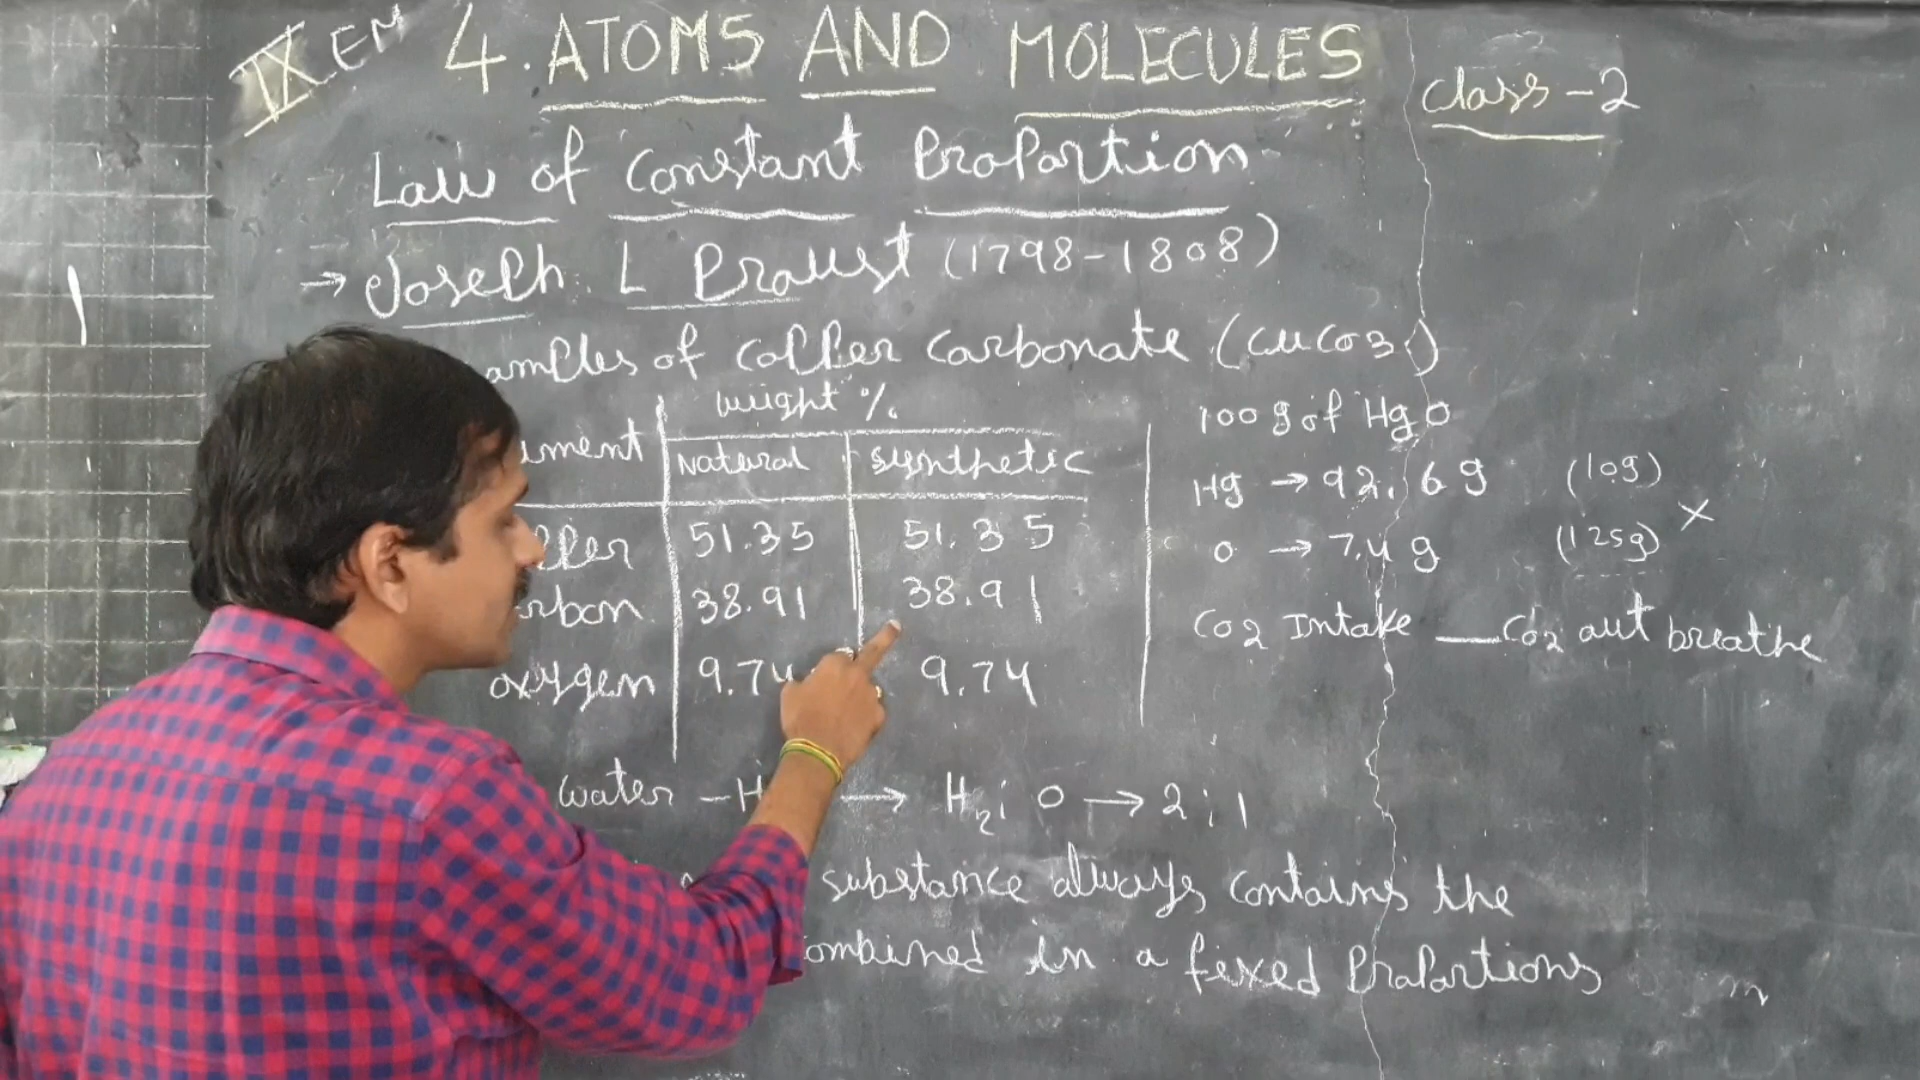 IX EM 4. ATOMS AND MOLECULES
Class-2
Law of Constant Proportion
→ Joseph. L Proust (1798-1808)
amples of copper carbonate (CuCo3)
weight %
ement Natural synthetic
pper 51.35 51.35
rbon 38.91 38.91
oxygen 9.74 9.74
100 g of HgO
Hg → 92.6 g (10g)
O → 7.4 g (125g) ×
Co2 Intake — Co2 out breathe
water - H → H2 : O → 2 : 1
substance always contains the
ombined in a fixed Proportions